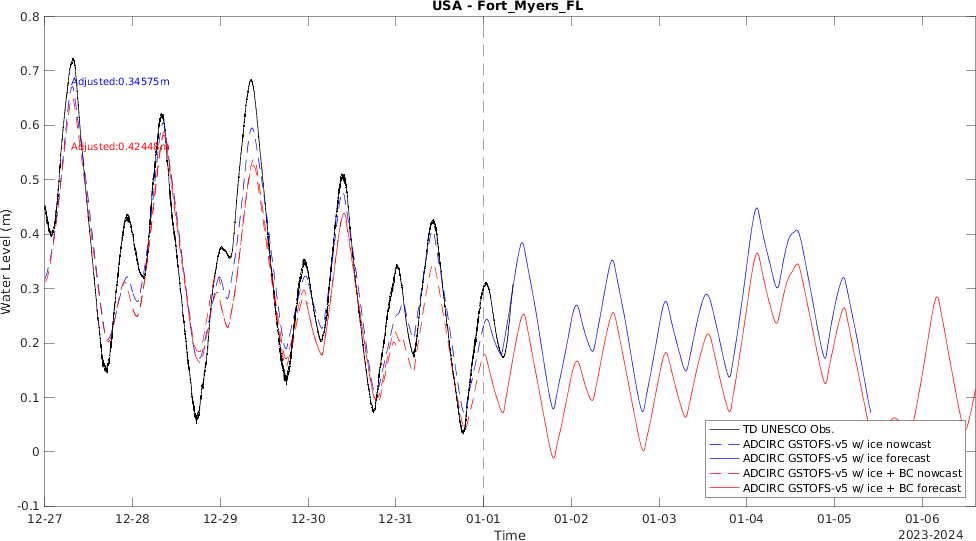 USA - Fort_Myers_FL
0.8
0.7
0.6
0.5
0.4
0.3
0.2
0.1
0
-0.1
Water Level (m)
Adjusted:0.34575m
Adjusted:0.42448m
TD UNESCO Obs.
ADCIRC GSTOFS-v5 w/ ice nowcast
ADCIRC GSTOFS-v5 w/ ice forecast
ADCIRC GSTOFS-v5 w/ ice + BC nowcast
ADCIRC GSTOFS-v5 w/ ice + BC forecast
12-27 12-28 12-29 12-30 12-31 01-01 01-02 01-03 01-04 01-05 01-06
Time
2023-2024